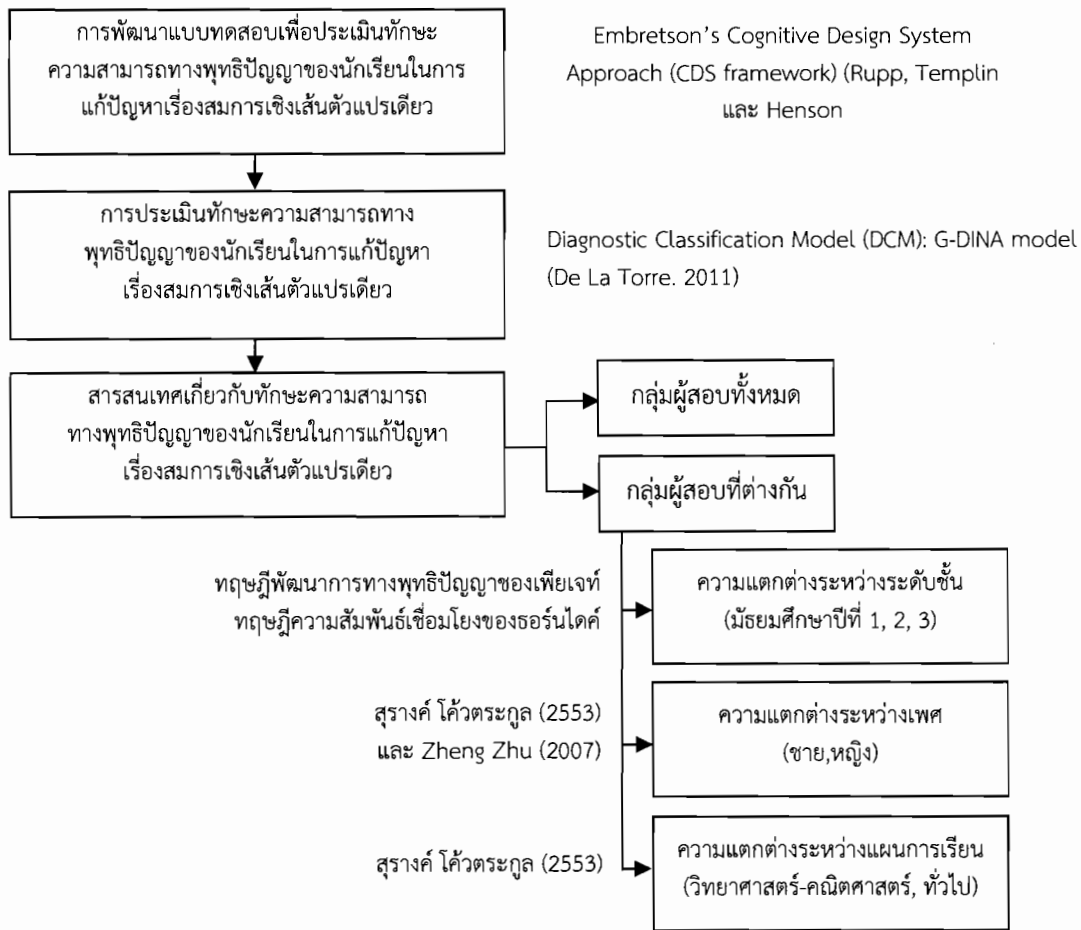 การพัฒนาแบบทดสอบเพื่อประเมินทักษะ
ความสามารถทางพุทธิปัญญาของนักเรียนในการ
แก้ปัญหาเรื่องสมการเชิงเส้นตัวแปรเดียว
Embretson's Cognitive Design System
Approach (CDS framework) (Rupp, Templin
และ Henson
การประเมินทักษะความสามารถทาง
พุทธิปัญญาของนักเรียนในการแก้ปัญหา
เรื่องสมการเชิงเส้นตัวแปรเดียว
Diagnostic Classification Model (DCM): G-DINA model
(De La Torre. 2011)
สารสนเทศเกี่ยวกับทักษะความสามารถ
ทางพุทธิปัญญาของนักเรียนในการแก้ปัญหา
เรื่องสมการเชิงเส้นตัวแปรเดียว
กลุ่มผู้สอบทั้งหมด
กลุ่มผู้สอบที่ต่างกัน
ทฤษฎีพัฒนาการทางพุทธิปัญญาของเพียเจท์
ทฤษฎีความสัมพันธ์เชื่อมโยงของธอร์นไดค์
ความแตกต่างระหว่างระดับชั้น
(มัธยมศึกษาปีที่ 1, 2, 3)
สุรางค์ โค้วตระกูล (2553)
และ Zheng Zhu (2007)
ความแตกต่างระหว่างเพศ
(ชาย,หญิง)
สุรางค์ โค้วตระกูล (2553)
ความแตกต่างระหว่างแผนการเรียน
(วิทยาศาสตร์-คณิตศาสตร์, ทั่วไป)